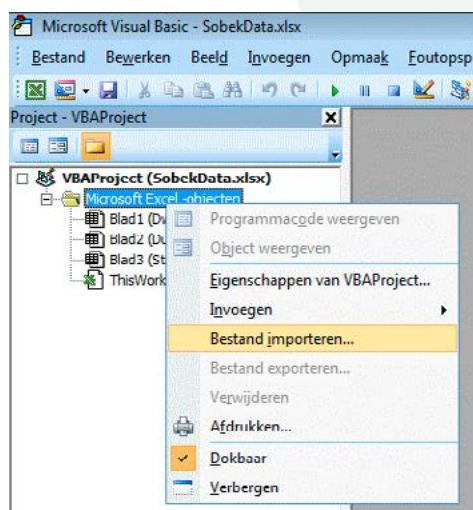 Microsoft Visual Basic - SobekData.xlsx
Bestand Bewerken Beeld Invoegen Opmaak Foutopsp
Project - VBAProject
VBAProject (SobekData.xlsx)
Microsoft Excel -objecten
Blad1 (Dv
Blad2 (Du
Blad3 (St
ThisWork
Programmacode weergeven
Object weergeven
Eigenschappen van VBAProject...
Invoegen
Bestand importeren...
Bestand exporteren...
Verwijderen
Afdrukken...
Dokbaar
Verbergen